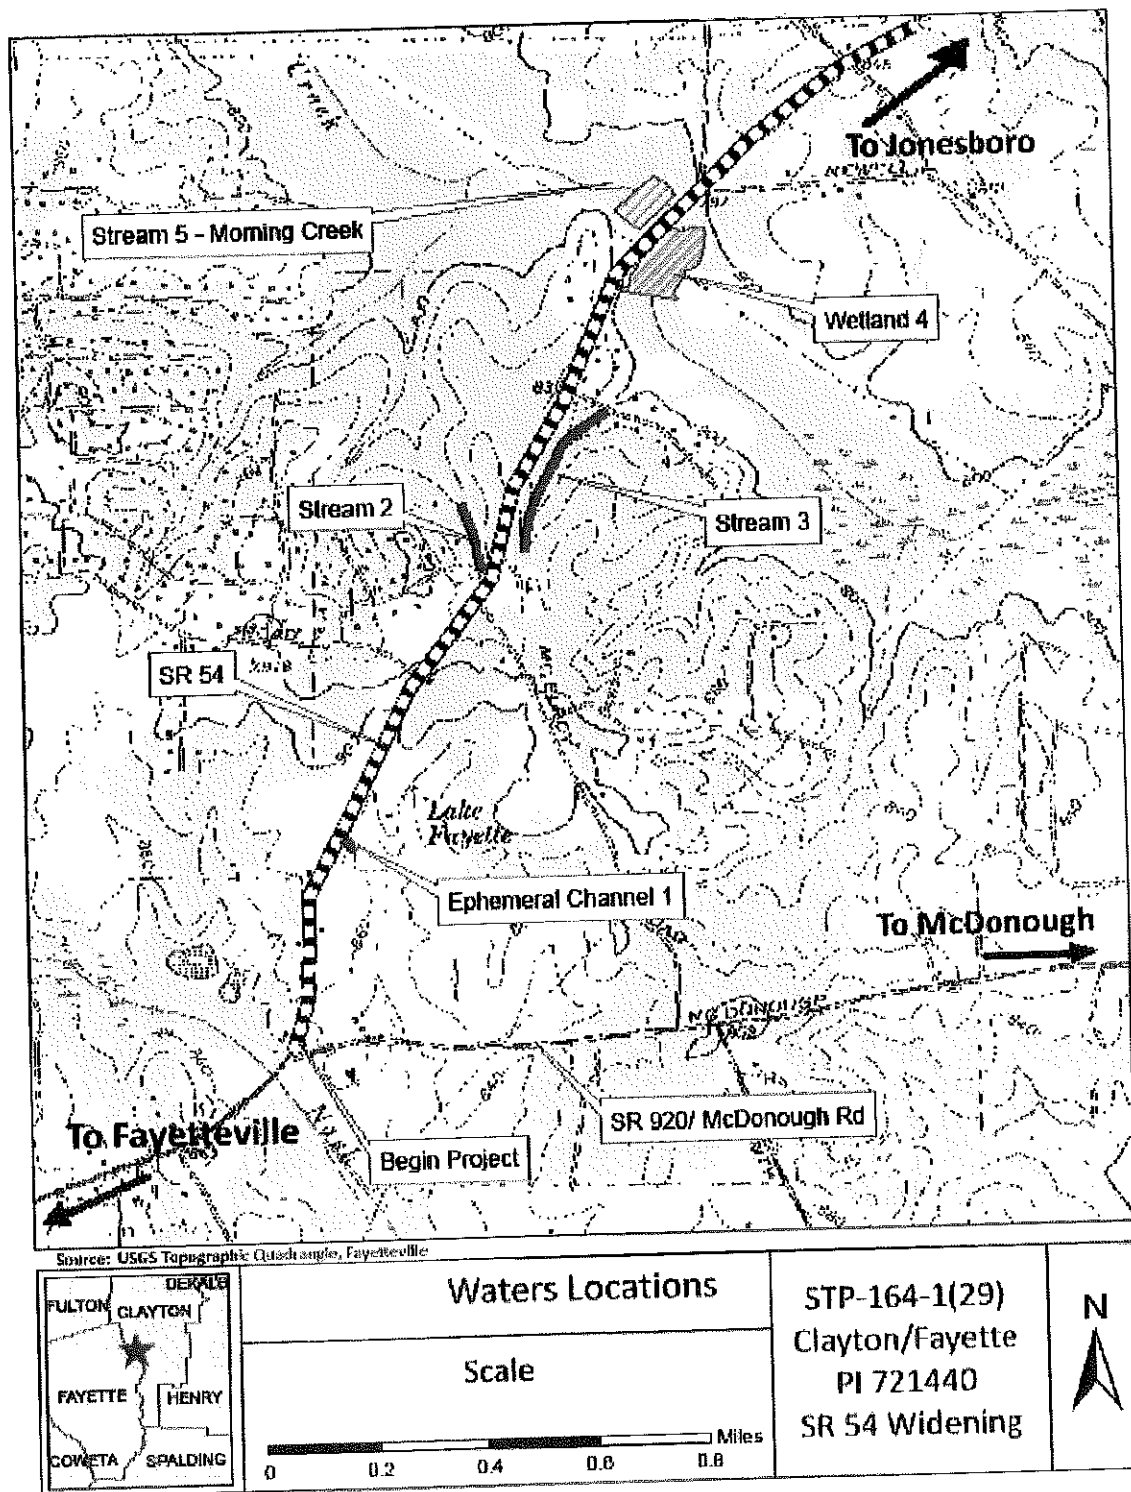 Creek
To Jonesboro
Stream 5 - Morning Creek
Wetland 4
Stream 2
Stream 3
SR 54
Lake
Fayette
Ephemeral Channel 1
To McDonough
MC DONOUGH
SR 920/ McDonough Rd
To Fayetteville
Begin Project
Source: USGS Topographic Quadrangle, Fayetteville
DEKALB
FULTON
CLAYTON
FAYETTE
HENRY
COWETA
SPALDING
Waters Locations
Scale
Miles
0 0.2 0.4 0.6 0.8
STP-164-1(29)
Clayton/Fayette
PI 721440
SR 54 Widening
N